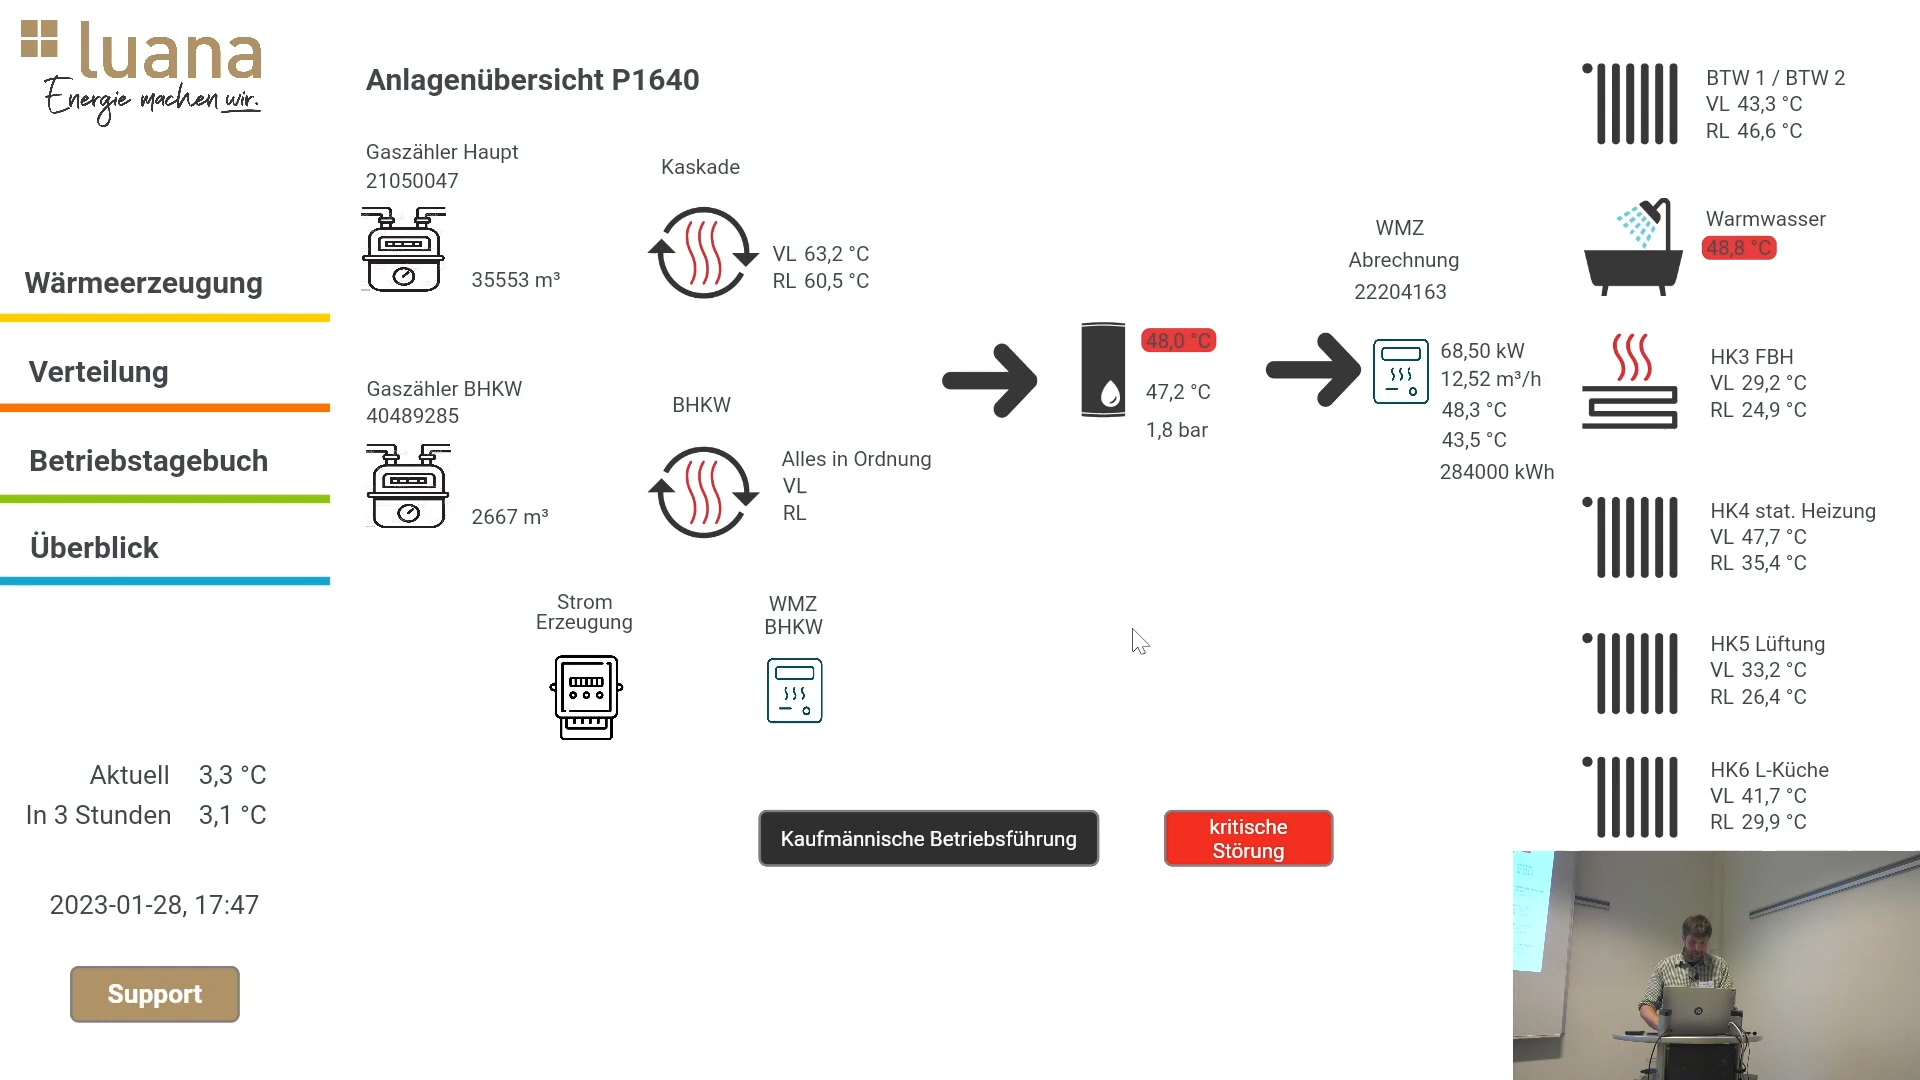 luana
Energie machen wir.
Anlagenübersicht P1640
Wärmeerzeugung
Verteilung
Betriebstagebuch
Überblick
Aktuell 3,3 °C
In 3 Stunden 3,1 °C
2023-01-28, 17:47
Support
Gaszähler Haupt
21050047
35553 m³
Kaskade
VL 63,2 °C
RL 60,5 °C
Gaszähler BHKW
40489285
2667 m³
BHKW
Alles in Ordnung
VL
RL
Strom
Erzeugung
WMZ
BHKW
48,0 °C
47,2 °C
1,8 bar
WMZ
Abrechnung
22204163
68,50 kW
12,52 m³/h
48,3 °C
43,5 °C
284000 kWh
Kaufmännische Betriebsführung
kritische
Störung
BTW 1 / BTW 2
VL 43,3 °C
RL 46,6 °C
Warmwasser
48,8 °C
HK3 FBH
VL 29,2 °C
RL 24,9 °C
HK4 stat. Heizung
VL 47,7 °C
RL 35,4 °C
HK5 Lüftung
VL 33,2 °C
RL 26,4 °C
HK6 L-Küche
VL 41,7 °C
RL 29,9 °C